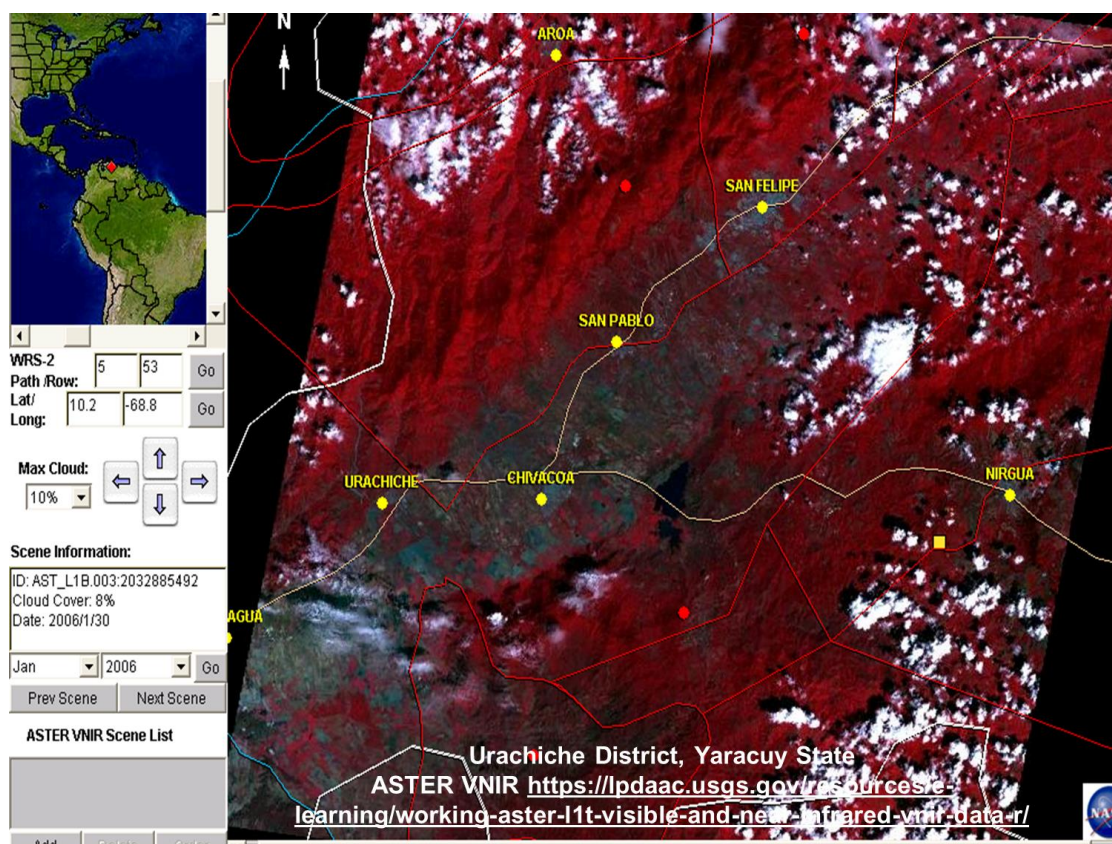 N
AROA
SAN FELIPE
SAN PABLO
WRS-2
Path /Row: 5 53 Go
Lat/
Long: 10.2 -68.8 Go
Max Cloud:
10%
URACHICHE
CHIVACOA
NIRGUA
Scene Information:
ID: AST_L1B.003:2032885492
Cloud Cover: 8%
Date: 2006/1/30
AGUA
Jan 2006 Go
Prev Scene Next Scene
ASTER VNIR Scene List
Urachiche District, Yaracuy State
ASTER VNIR https://lpdaac.usgs.gov/resources/e-
learning/working-aster-l1t-visible-and-near-infrared-vnir-data-r/
Add